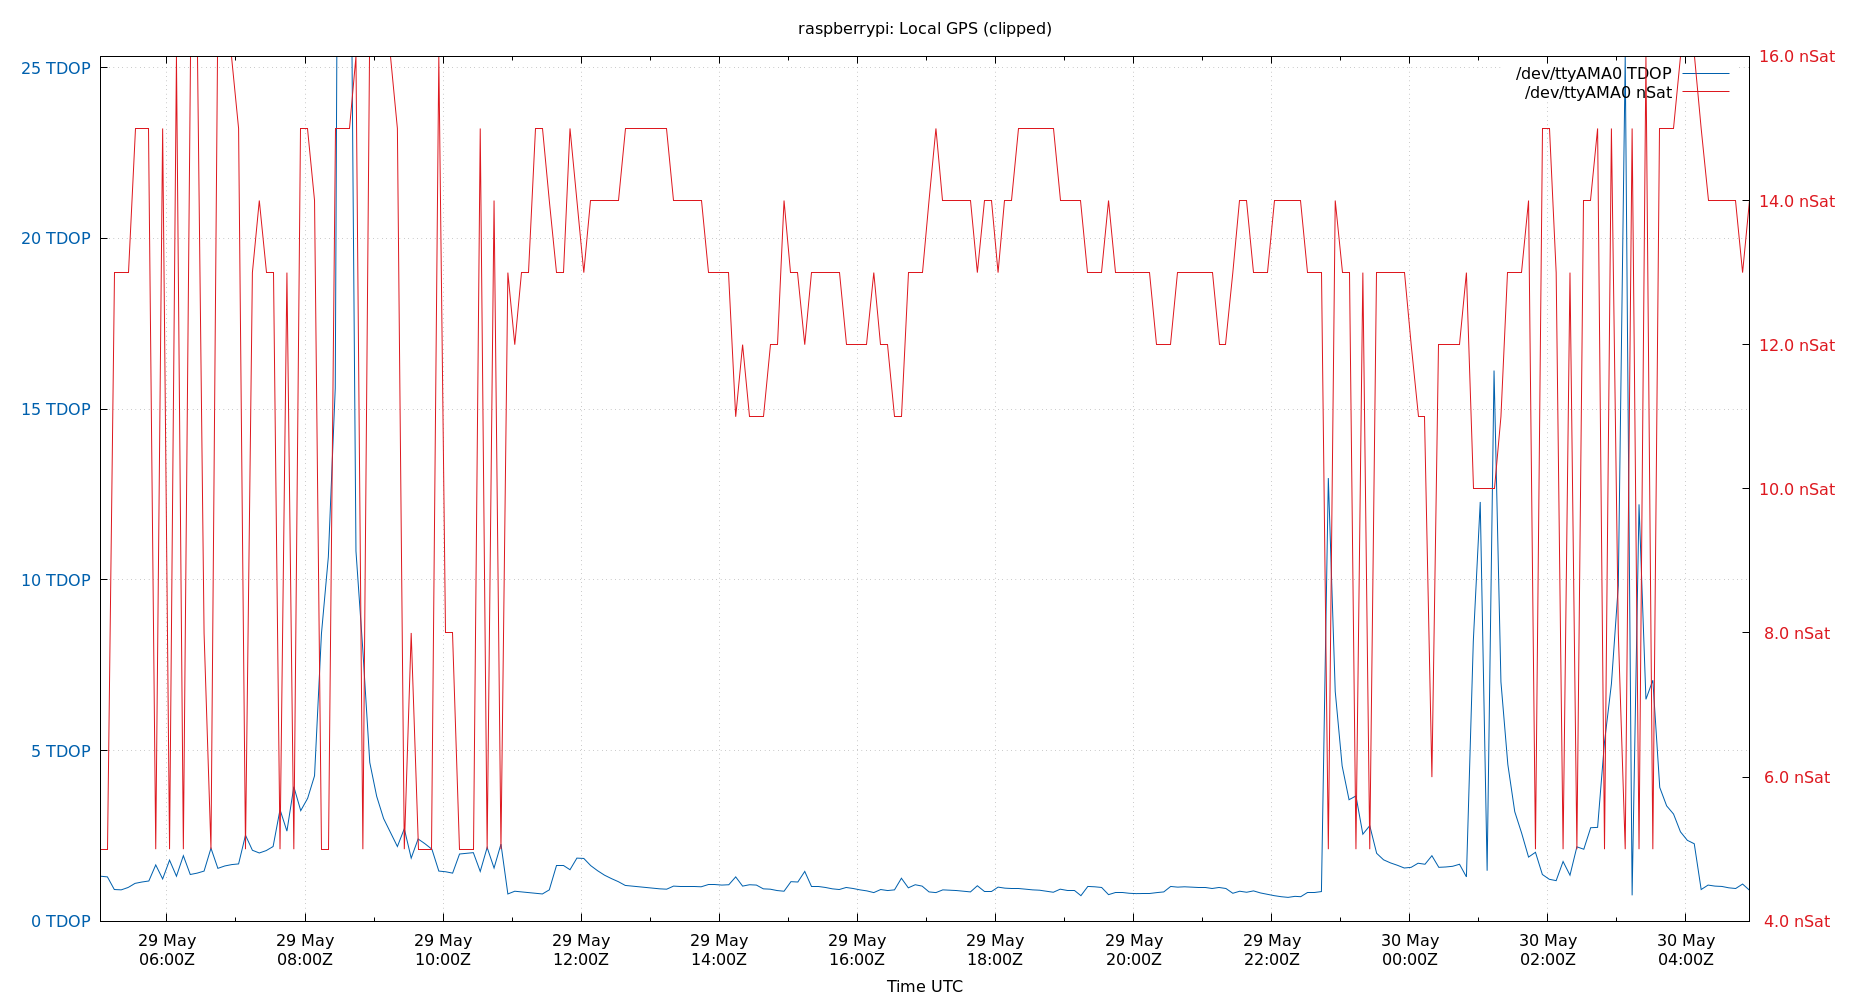 raspberrypi: Local GPS (clipped)
25 TDOP
20 TDOP
15 TDOP
10 TDOP
5 TDOP
0 TDOP
/dev/ttyAMA0 TDOP
/dev/ttyAMA0 nSat
16.0 nSat
14.0 nSat
12.0 nSat
10.0 nSat
8.0 nSat
6.0 nSat
4.0 nSat
29 May 29 May 29 May 29 May 29 May 29 May 29 May 29 May 29 May 30 May 30 May 30 May
06:00Z 08:00Z 10:00Z 12:00Z 14:00Z 16:00Z 18:00Z 20:00Z 22:00Z 00:00Z 02:00Z 04:00Z
Time UTC